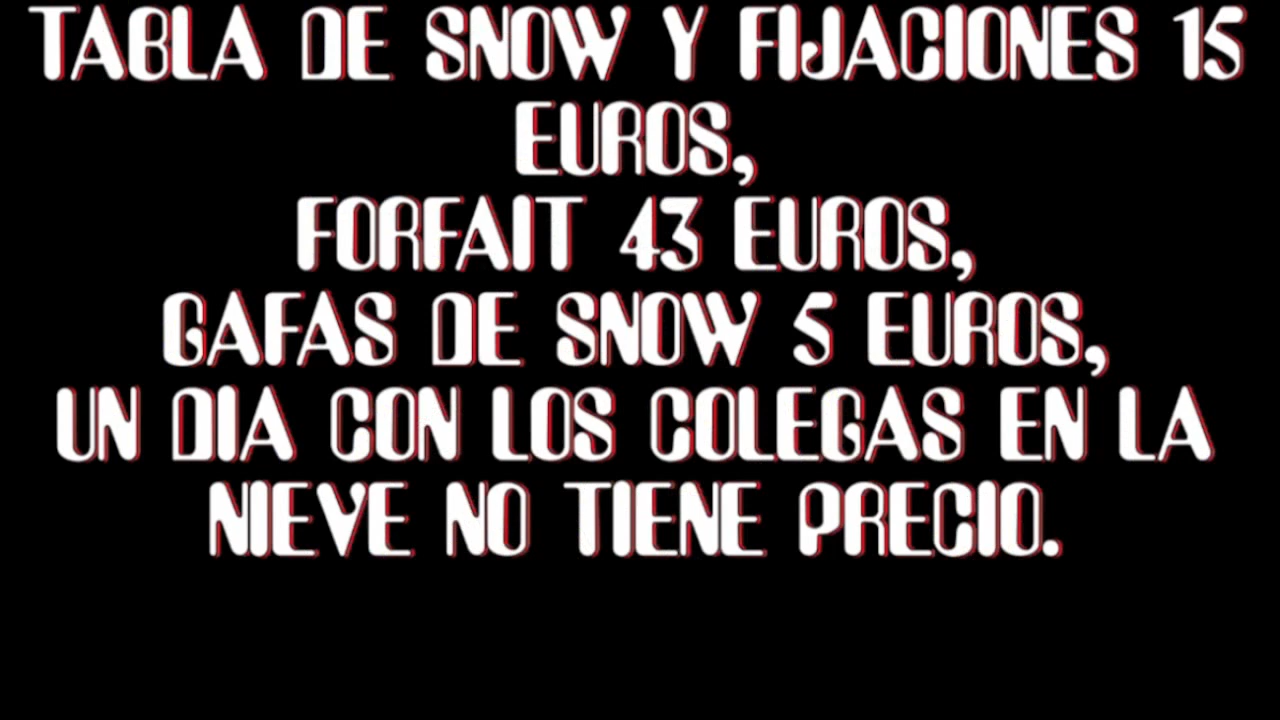 TABLA DE SNOW Y FIJACIONES 15
EUROS,
FORFAIT 43 EUROS,
GAFAS DE SNOW 5 EUROS,
UN DIA CON LOS COLEGAS EN LA
NIEVE NO TIENE PRECIO.